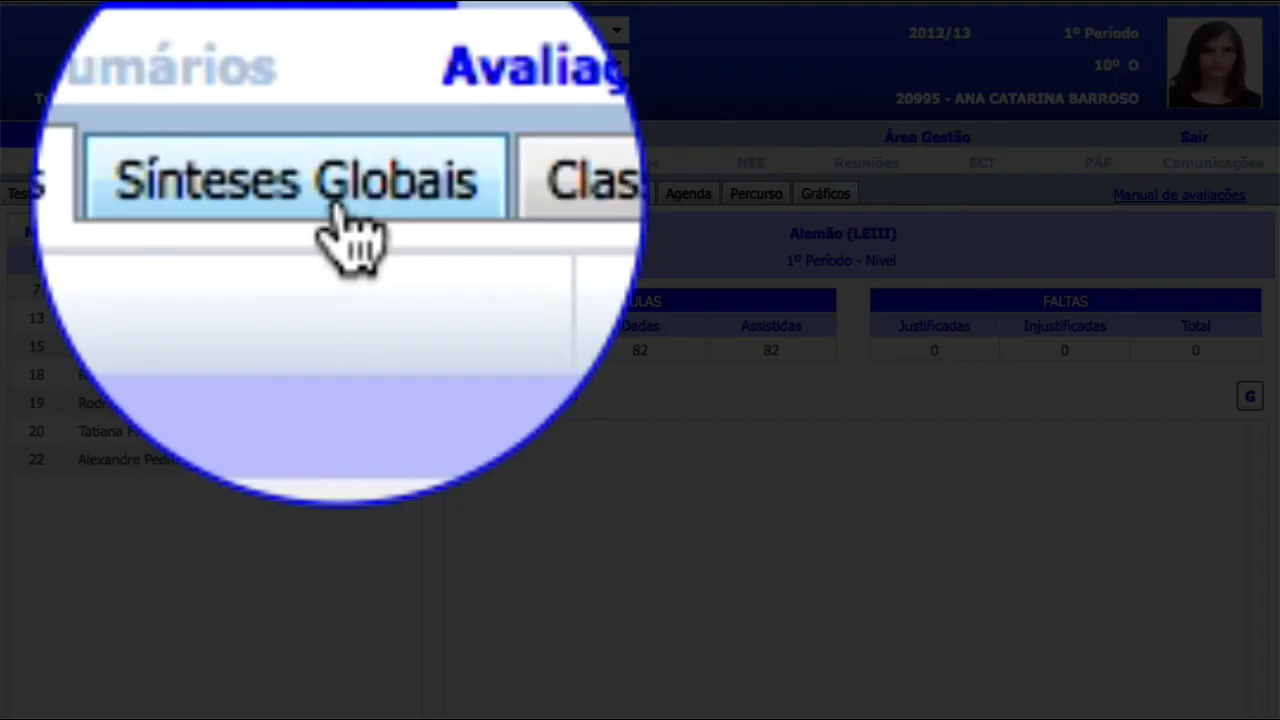 2012/13 1º Período
10º O
20995 - ANA CATARINA BARROSO
Área Gestão Sair
umários Avaliaç
NEE Reuniões ECT PAF Comunicações
Sínteses Globais Clas
Agenda Percurso Gráficos Manual de avaliações
Alemão (LEIII)
1º Período - Nível
ULAS FALTAS
Dadas Assistidas Justificadas Injustificadas Total
82 82 0 0 0
7
13
15
18
19 Rodr
20 Tatiana F
22 Alexandre Pedr
G